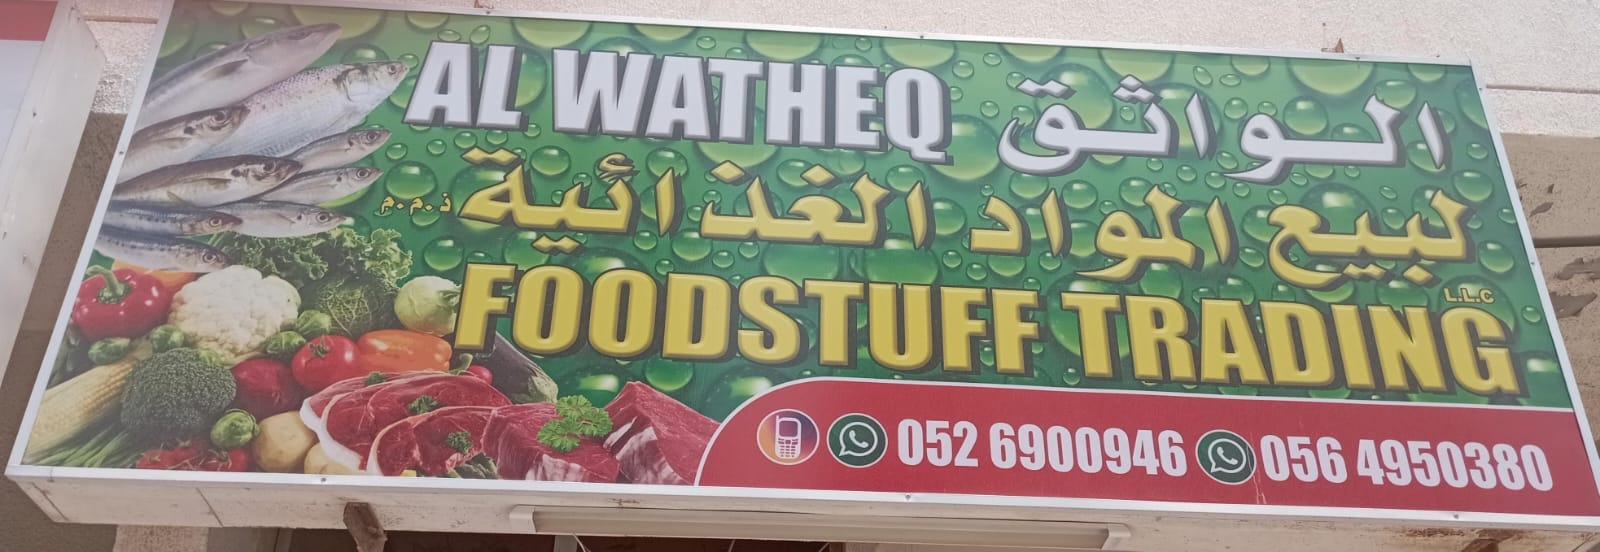 AL WATHEQ الواثق
لبيع المواد الغذائية ذ.م.م
FOODSTUFF TRADING L.L.C
052 6900946 056 4950380